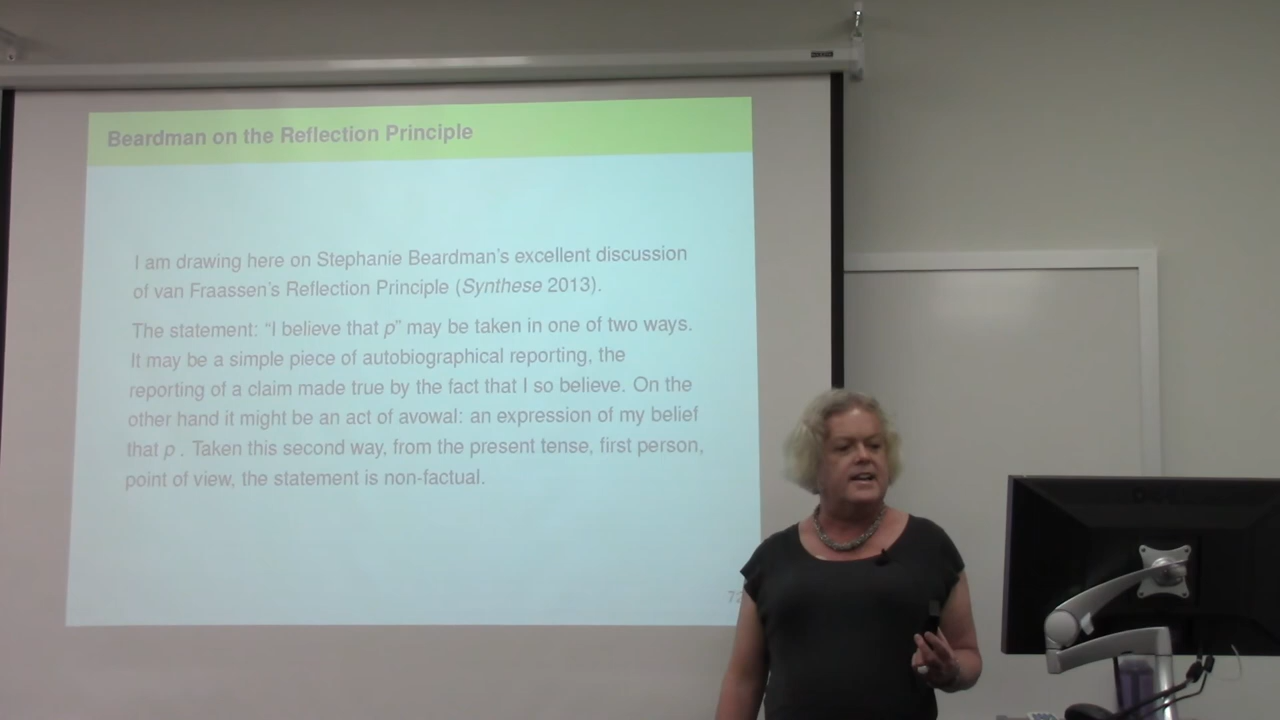 Beardman on the Reflection Principle
I am drawing here on Stephanie Beardman's excellent discussion
of van Fraassen's Reflection Principle (Synthese 2013).
The statement: "I believe that p" may be taken in one of two ways.
It may be a simple piece of autobiographical reporting, the
reporting of a claim made true by the fact that I so believe. On the
other hand it might be an act of avowal: an expression of my belief
that p . Taken this second way, from the present tense, first person,
point of view, the statement is non-factual.